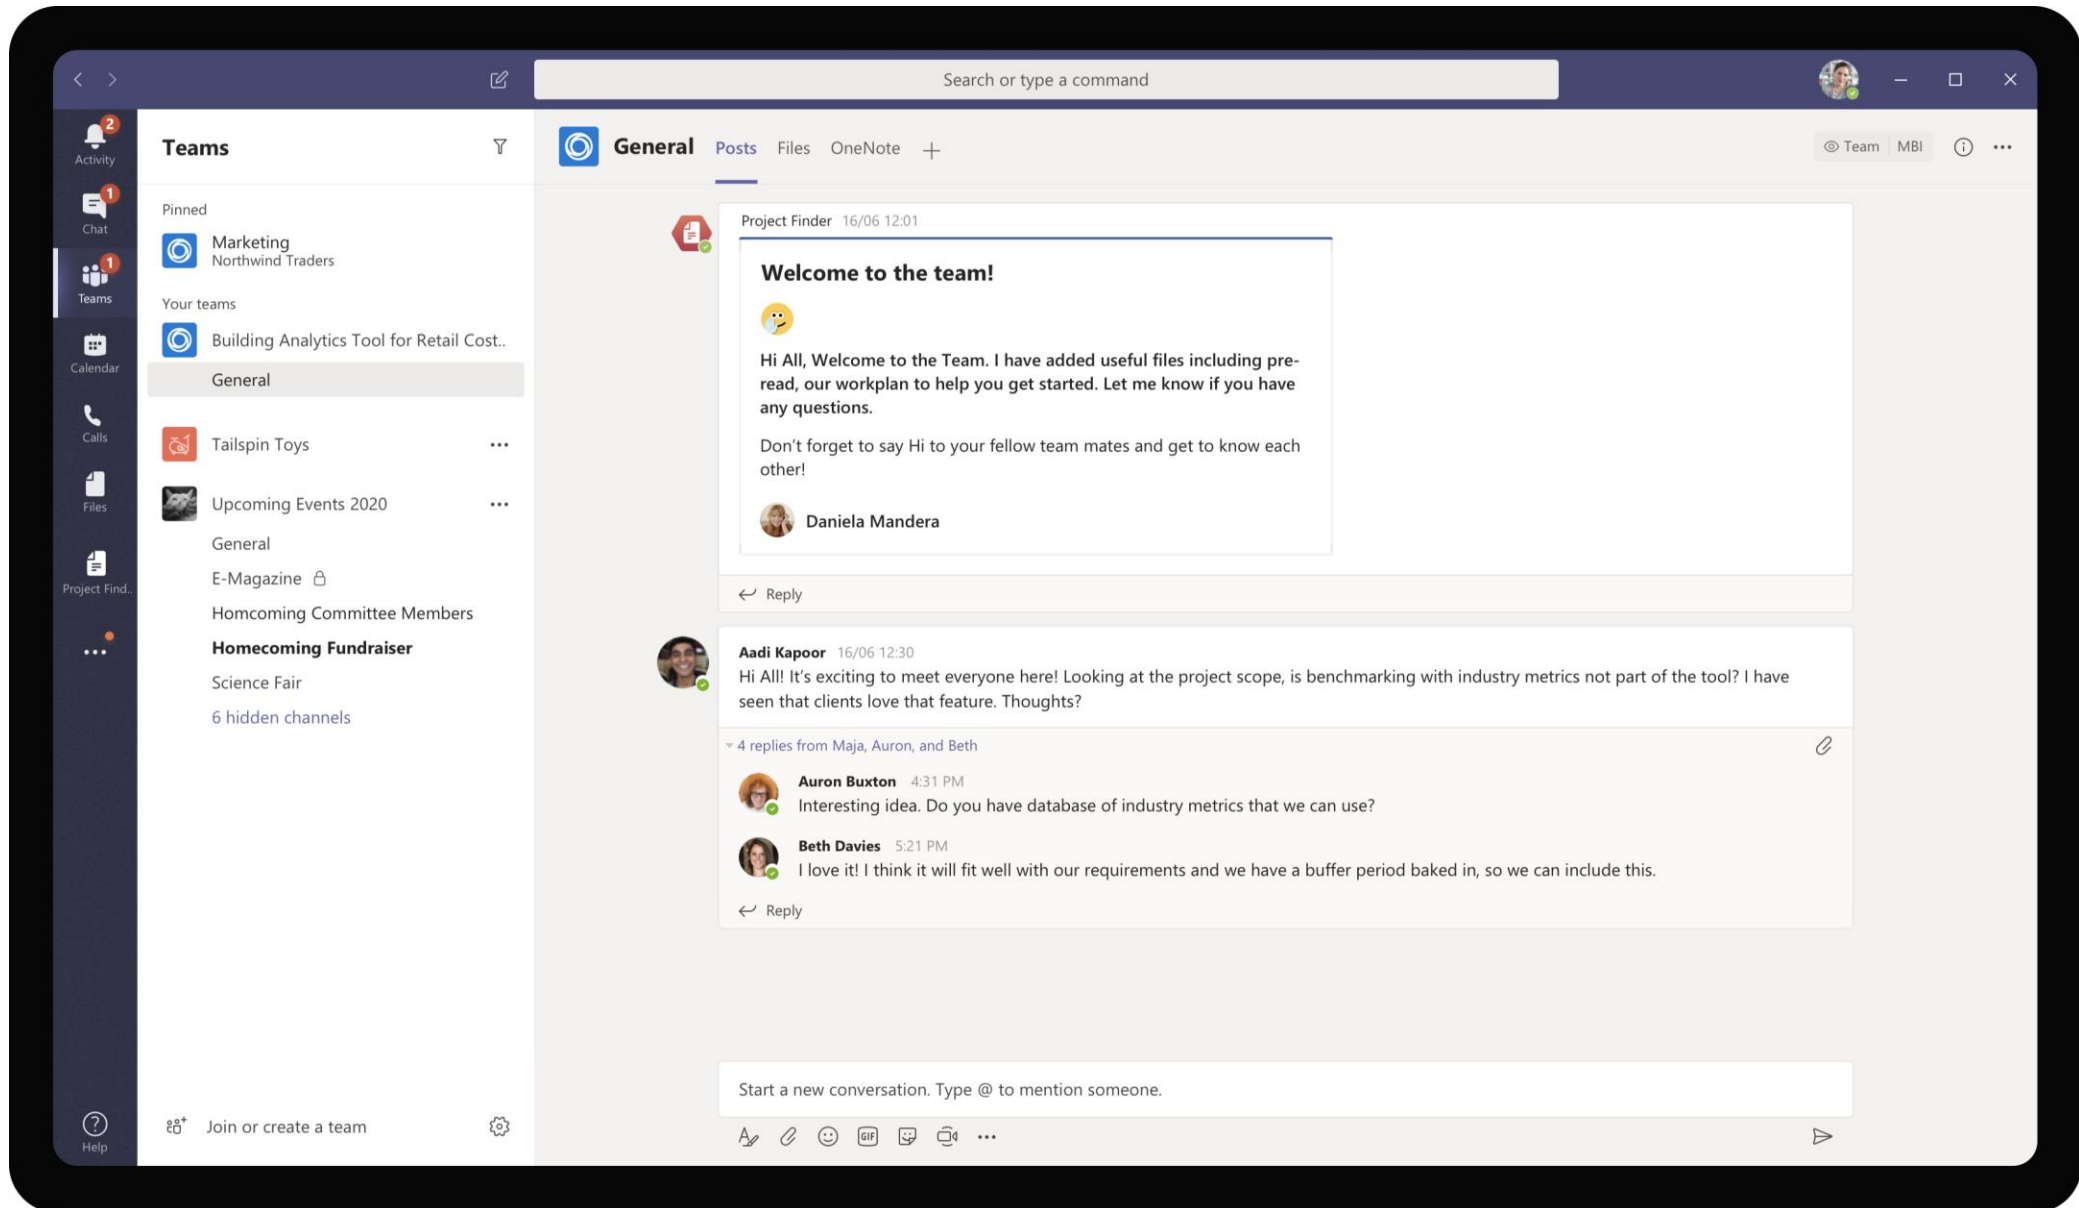 Search or type a command
2
Activity
1
Chat
1
Teams
Calendar
Calls
Files
Project Find..
Help
Teams
Pinned
Marketing
Northwind Traders
Your teams
Building Analytics Tool for Retail Cost..
General
Tailspin Toys
Upcoming Events 2020
General
E-Magazine
Homcoming Committee Members
Homecoming Fundraiser
Science Fair
6 hidden channels
Join or create a team
General Posts Files OneNote
Team MBI
Project Finder 16/06 12:01
Welcome to the team!
Hi All, Welcome to the Team. I have added useful files including pre-
read, our workplan to help you get started. Let me know if you have
any questions.
Don't forget to say Hi to your fellow team mates and get to know each
other!
Daniela Mandera
Reply
Aadi Kapoor 16/06 12:30
Hi All! It's exciting to meet everyone here! Looking at the project scope, is benchmarking with industry metrics not part of the tool? I have
seen that clients love that feature. Thoughts?
4 replies from Maja, Auron, and Beth
Auron Buxton 4:31 PM
Interesting idea. Do you have database of industry metrics that we can use?
Beth Davies 5:21 PM
I love it! I think it will fit well with our requirements and we have a buffer period baked in, so we can include this.
Reply
Start a new conversation. Type @ to mention someone.
GIF